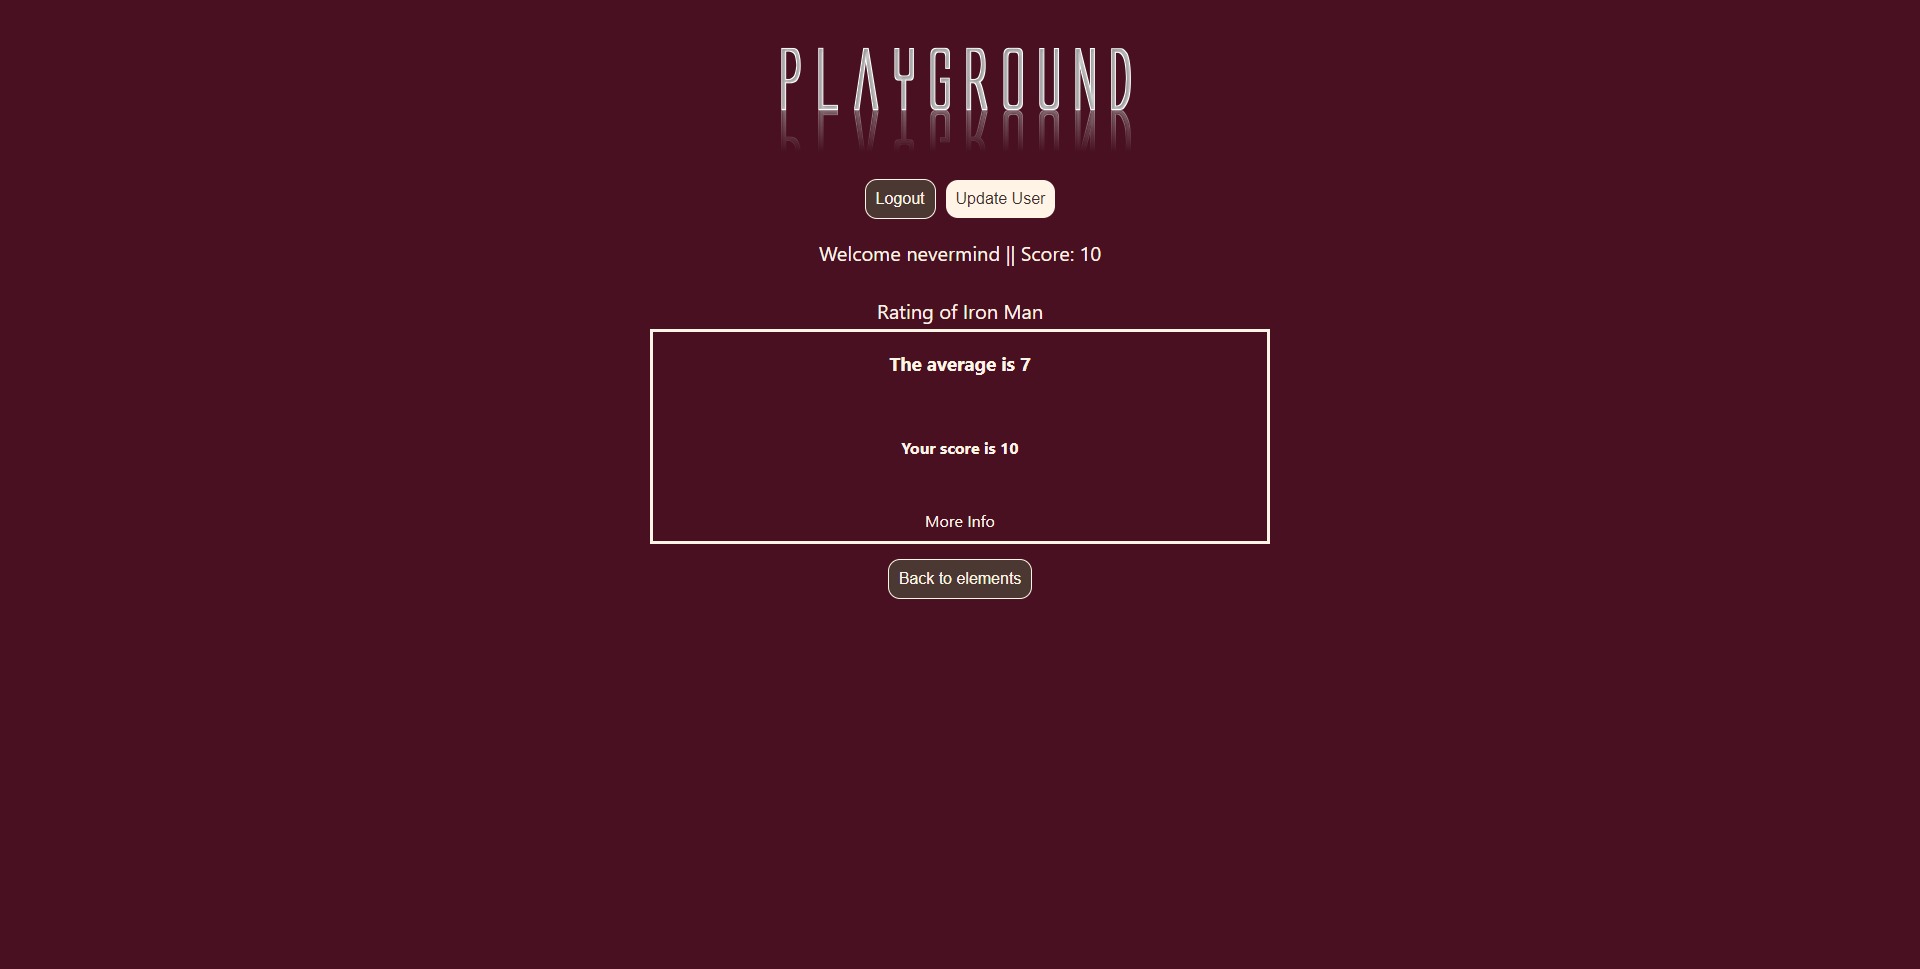 PLAYGROUND
Logout Update User
Welcome nevermind || Score: 10
Rating of Iron Man
The average is 7
Your score is 10
More Info
Back to elements